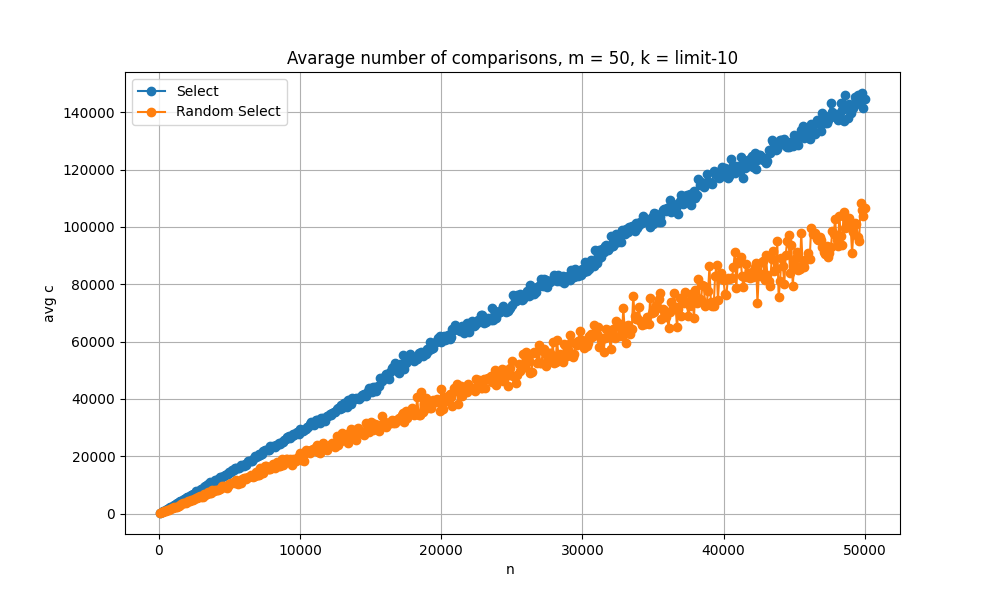 Avarage number of comparisons, m = 50, k = limit-10
Select
Random Select
140000
120000
100000
80000
60000
40000
20000
0
avg c
0 10000 20000 30000 40000 50000
n